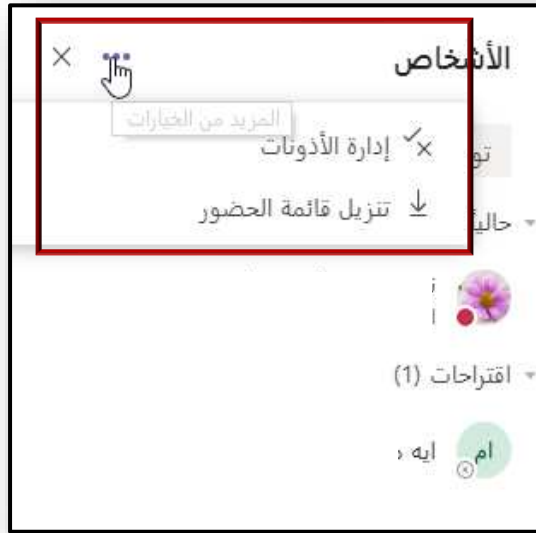 الأشخاص
المزيد من الخيارات
إدارة الأذونات
تنزيل قائمة الحضور
اقتراحات (1)
ام
ايه